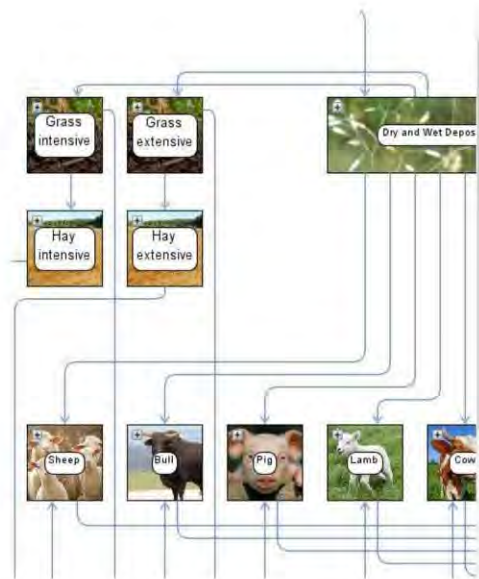 Grass
intensive
Grass
extensive
Dry and Wet Depos
Hay
intensive
Hay
extensive
Sheep
Bull
Pig
Lamb
Cow